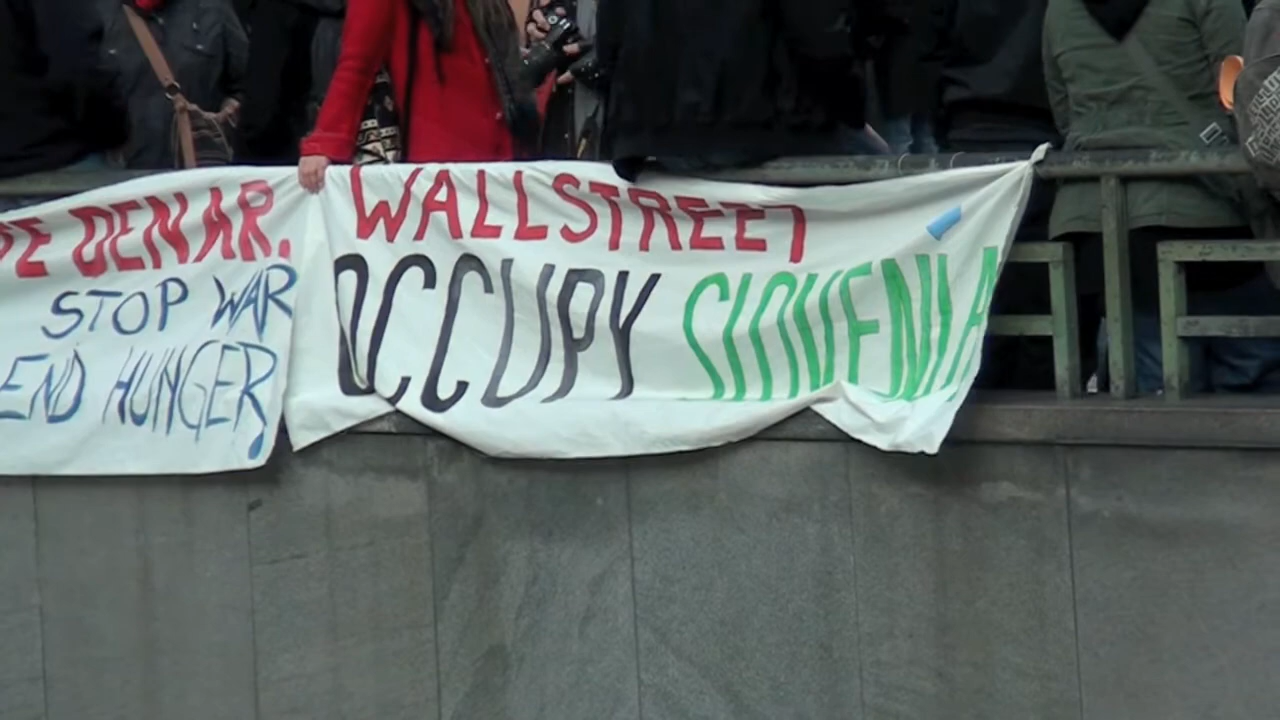 DENAR.
STOP WAR
END HUNGER
WALLSTREET
OCCUPY SLOVENIA